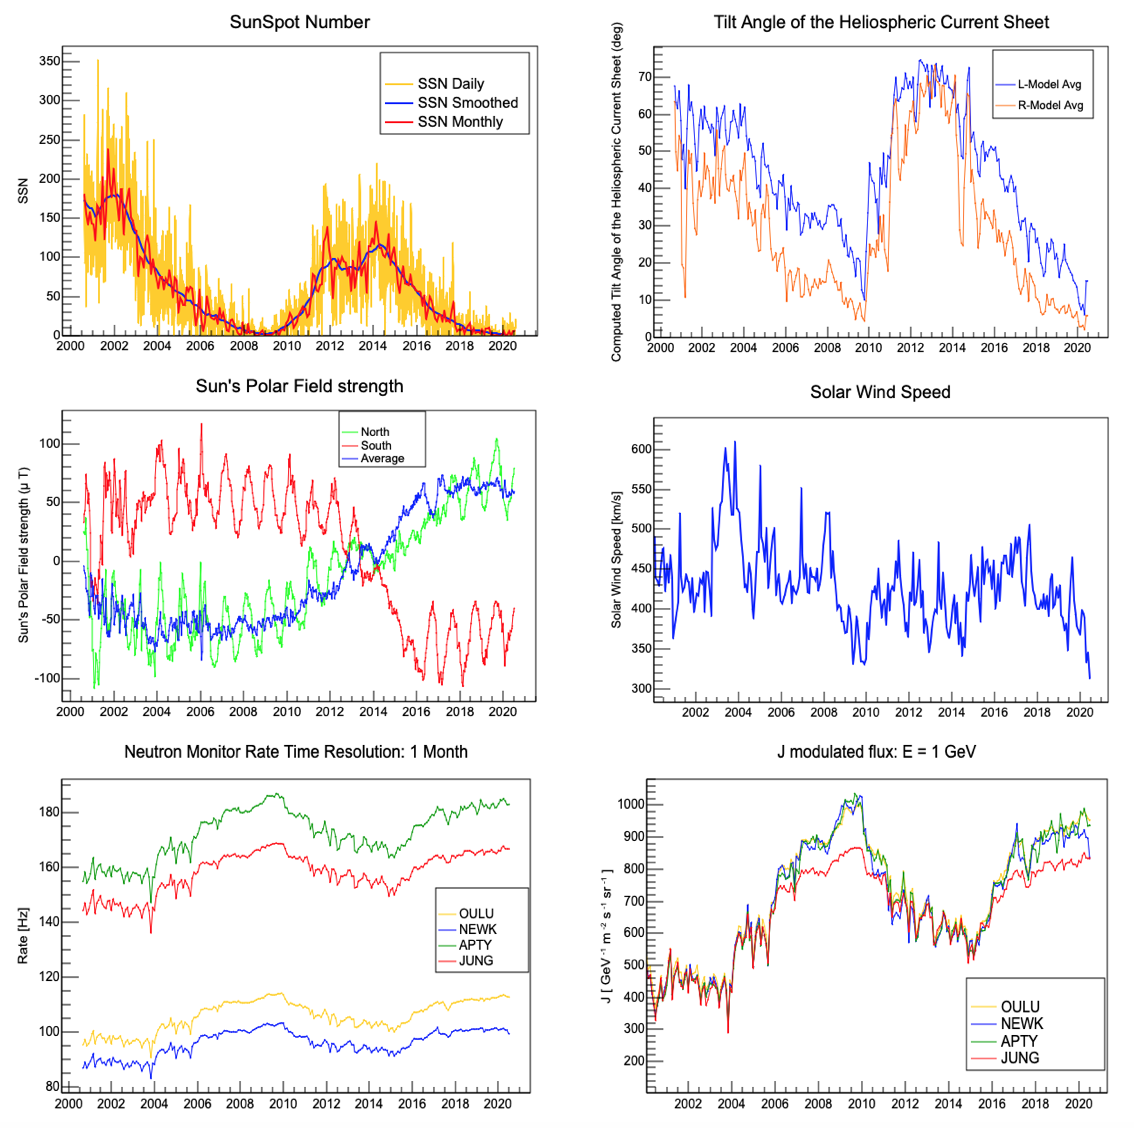 SunSpot Number
SSN
350
300
250
200
150
100
50
0
SSN Daily
SSN Smoothed
SSN Monthly
2000 2002 2004 2006 2008 2010 2012 2014 2016 2018 2020
Tilt Angle of the Heliospheric Current Sheet
Computed Tilt Angle of the Heliospheric Current Sheet (deg)
70
60
50
40
30
20
10
0
L-Model Avg
R-Model Avg
2000 2002 2004 2006 2008 2010 2012 2014 2016 2018 2020
Sun's Polar Field strength
Sun's Polar Field strength (μ T)
100
50
0
-50
-100
North
South
Average
2000 2002 2004 2006 2008 2010 2012 2014 2016 2018 2020
Solar Wind Speed
Solar Wind Speed [km/s]
600
550
500
450
400
350
300
2002 2004 2006 2008 2010 2012 2014 2016 2018 2020
Neutron Monitor Rate Time Resolution: 1 Month
Rate [Hz]
180
160
140
120
100
80
OULU
NEWK
APTY
JUNG
2000 2002 2004 2006 2008 2010 2012 2014 2016 2018 2020
J modulated flux: E = 1 GeV
J [ GeV⁻¹ m⁻² s⁻¹ sr⁻¹ ]
1000
900
800
700
600
500
400
300
200
OULU
NEWK
APTY
JUNG
2002 2004 2006 2008 2010 2012 2014 2016 2018 2020